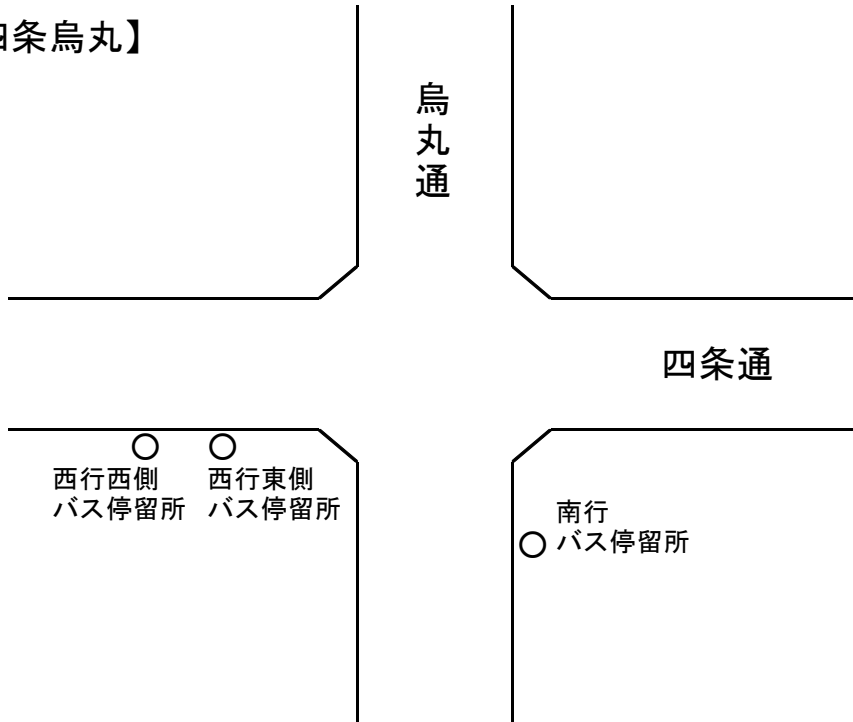 四条烏丸】
烏丸通
四条通
西行西側
バス停留所
西行東側
バス停留所
南行
バス停留所